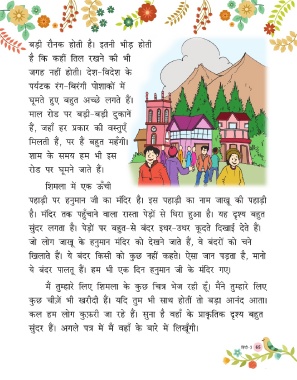 बड़ी रौनक होती है। इतनी भीड़ होती
है कि कहीं तिल रखने की भी
जगह नहीं होती। देश-विदेश के
पर्यटक रंग-बिरंगी पोशाकों में
घूमते हुए बहुत अच्छे लगते हैं।
माल रोड पर बड़ी-बड़ी दुकानें
हैं, जहाँ हर प्रकार की वस्तुएँ
मिलती हैं, पर हैं बहुत महँगी।
शाम के समय हम भी इस
रोड पर घूमने जाते हैं।
शिमला में एक ऊँची
पहाड़ी पर हनुमान जी का मंदिर है। इस पहाड़ी का नाम जाखू की पहाड़ी
है। मंदिर तक पहुँचाने वाला रास्ता पेड़ों से घिरा हुआ है। यह दृश्य बहुत
सुंदर लगता है। पेड़ों पर बहुत-से बंदर इधर-उधर कूदते दिखाई देते हैं।
जो लोग जाखू के हनुमान मंदिर को देखने जाते हैं, वे बंदरों को चने
खिलाते हैं। ये बंदर किसी को कुछ नहीं कहते। ऐसा जान पड़ता है, मानो
ये बंदर पालतू हैं। हम भी एक दिन हनुमान जी के मंदिर गए।
मैं तुम्हारे लिए शिमला के कुछ चित्र भेज रही हूँ। मैंने तुम्हारे लिए
कुछ चीज़ें भी खरीदी हैं। यदि तुम भी साथ होतीं तो बड़ा आनंद आता।
कल हम लोग कुफ़री जा रहे हैं। सुना है वहाँ के प्राकृतिक दृश्य बहुत
सुंदर हैं। अगले पत्र में मैं वहाँ के बारे में लिखूँगी।
हिंदी-3